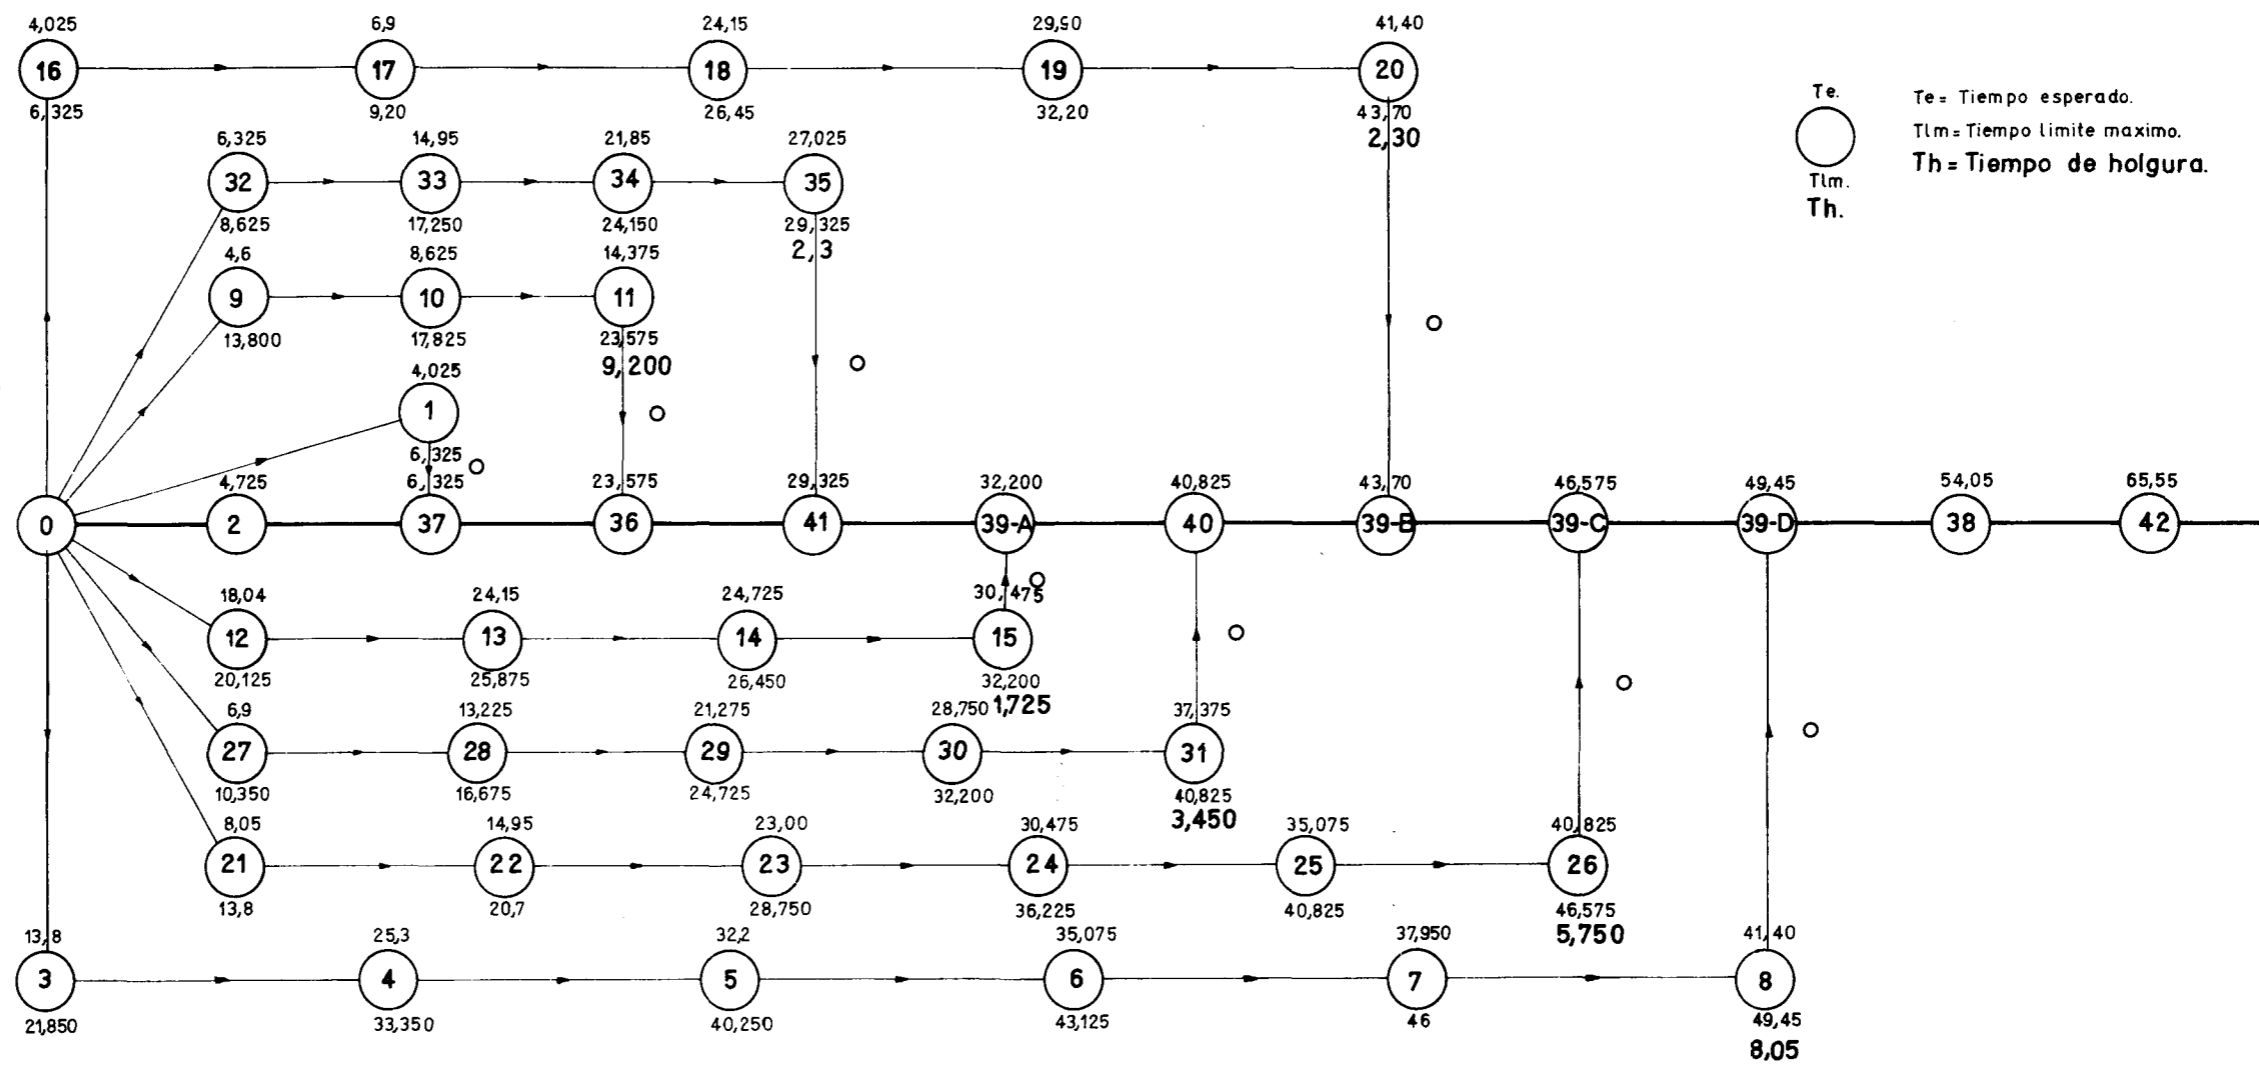 4,025 6,9 24,15 29,90 41,40
16 17 18 19 20
6,325 9,20 26,45 32,20 43,70
2,30
Te.
Te= Tiempo esperado.
Tlm=Tiempo limite maximo.
Th=Tiempo de holgura.
Tlm.
Th.
6,325 14,95 21,85 27,025
32 33 34 35
8,625 17,250 24,150 29,325
2,3
4,6 8,625 14,375
9 10 11
13,800 17,825 23,575
9,200
4,025
1
6,325
4,725 6,325 23,575 29,325 32,200 40,825 43,70 46,575 49,45 54,05 65,55
0 2 37 36 41 39-A 40 39-B 39-C 39-D 38 42
18,04 24,15 24,725 30,475
12 13 14 15
20,125 25,875 26,450 32,200
1,725
6,9 13,225 21,275 28,750 37,375
27 28 29 30 31
10,350 16,675 24,725 32,200 40,825
3,450
8,05 14,95 23,00 30,475 35,075 40,825
21 22 23 24 25 26
13,8 20,7 28,750 36,225 40,825 46,575
5,750
13,8 25,3 32,2 35,075 37,950 41,40
3 4 5 6 7 8
21,850 33,350 40,250 43,125 46 49,45
8,05